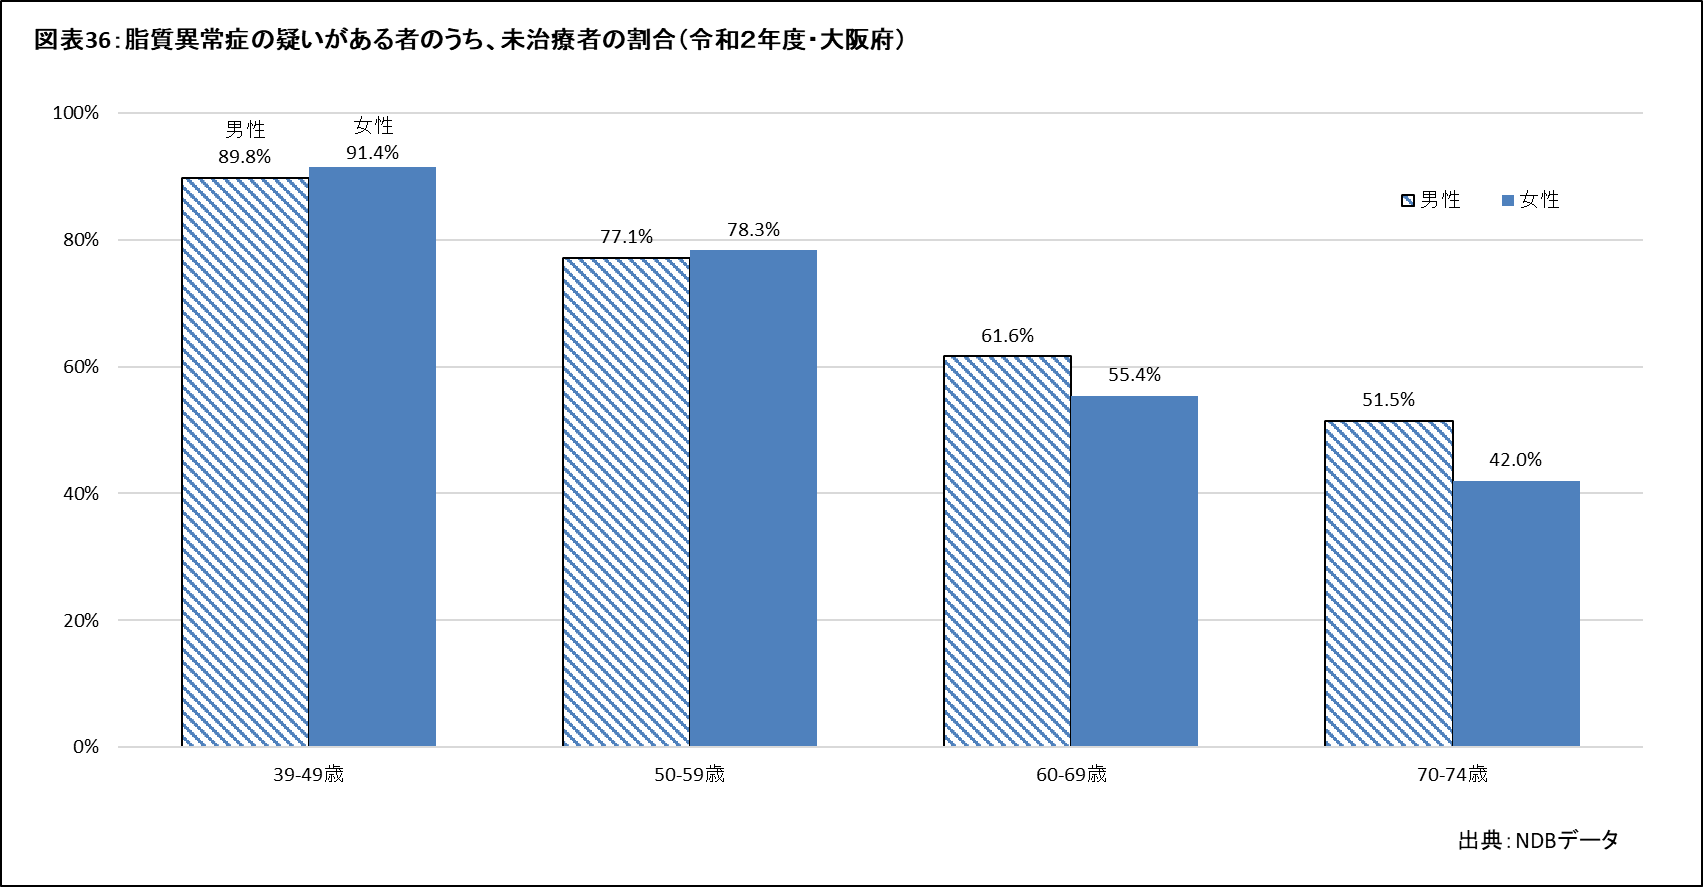 図表36：脂質異常症の疑いがある者のうち、未治療者の割合（令和２年度・大阪府）
100%
男性
女性
89.8%
91.4%
男性
女性
80%
77.1%
78.3%
61.6%
60%
55.4%
51.5%
42.0%
40%
20%
0%
39-49歳
50-59歳
60-69歳
70-74歳
出典：NDBデータ